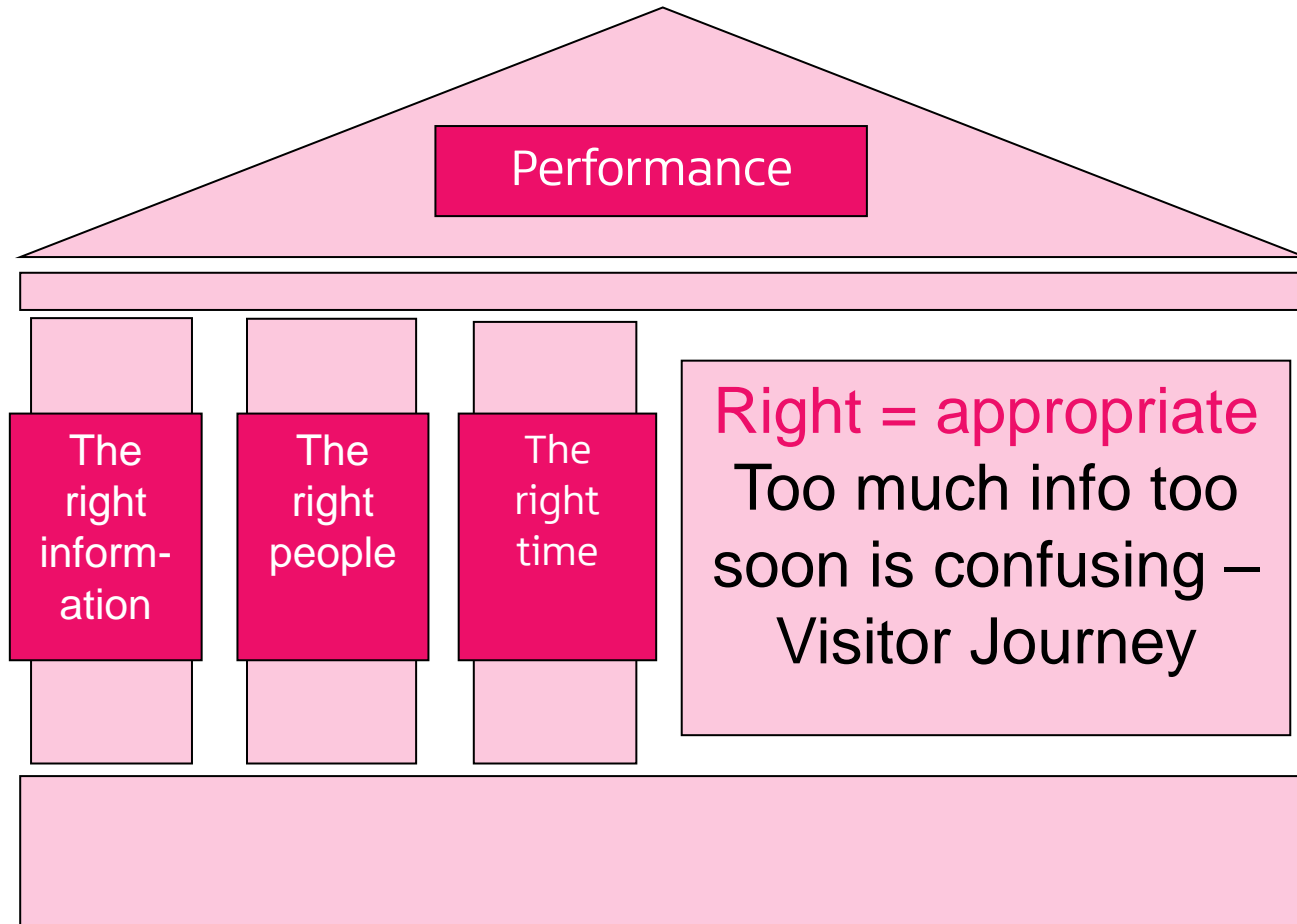 Performance
The
right
inform-
ation
The
right
people
The
right
time
Right = appropriate
Too much info too
soon is confusing –
Visitor Journey